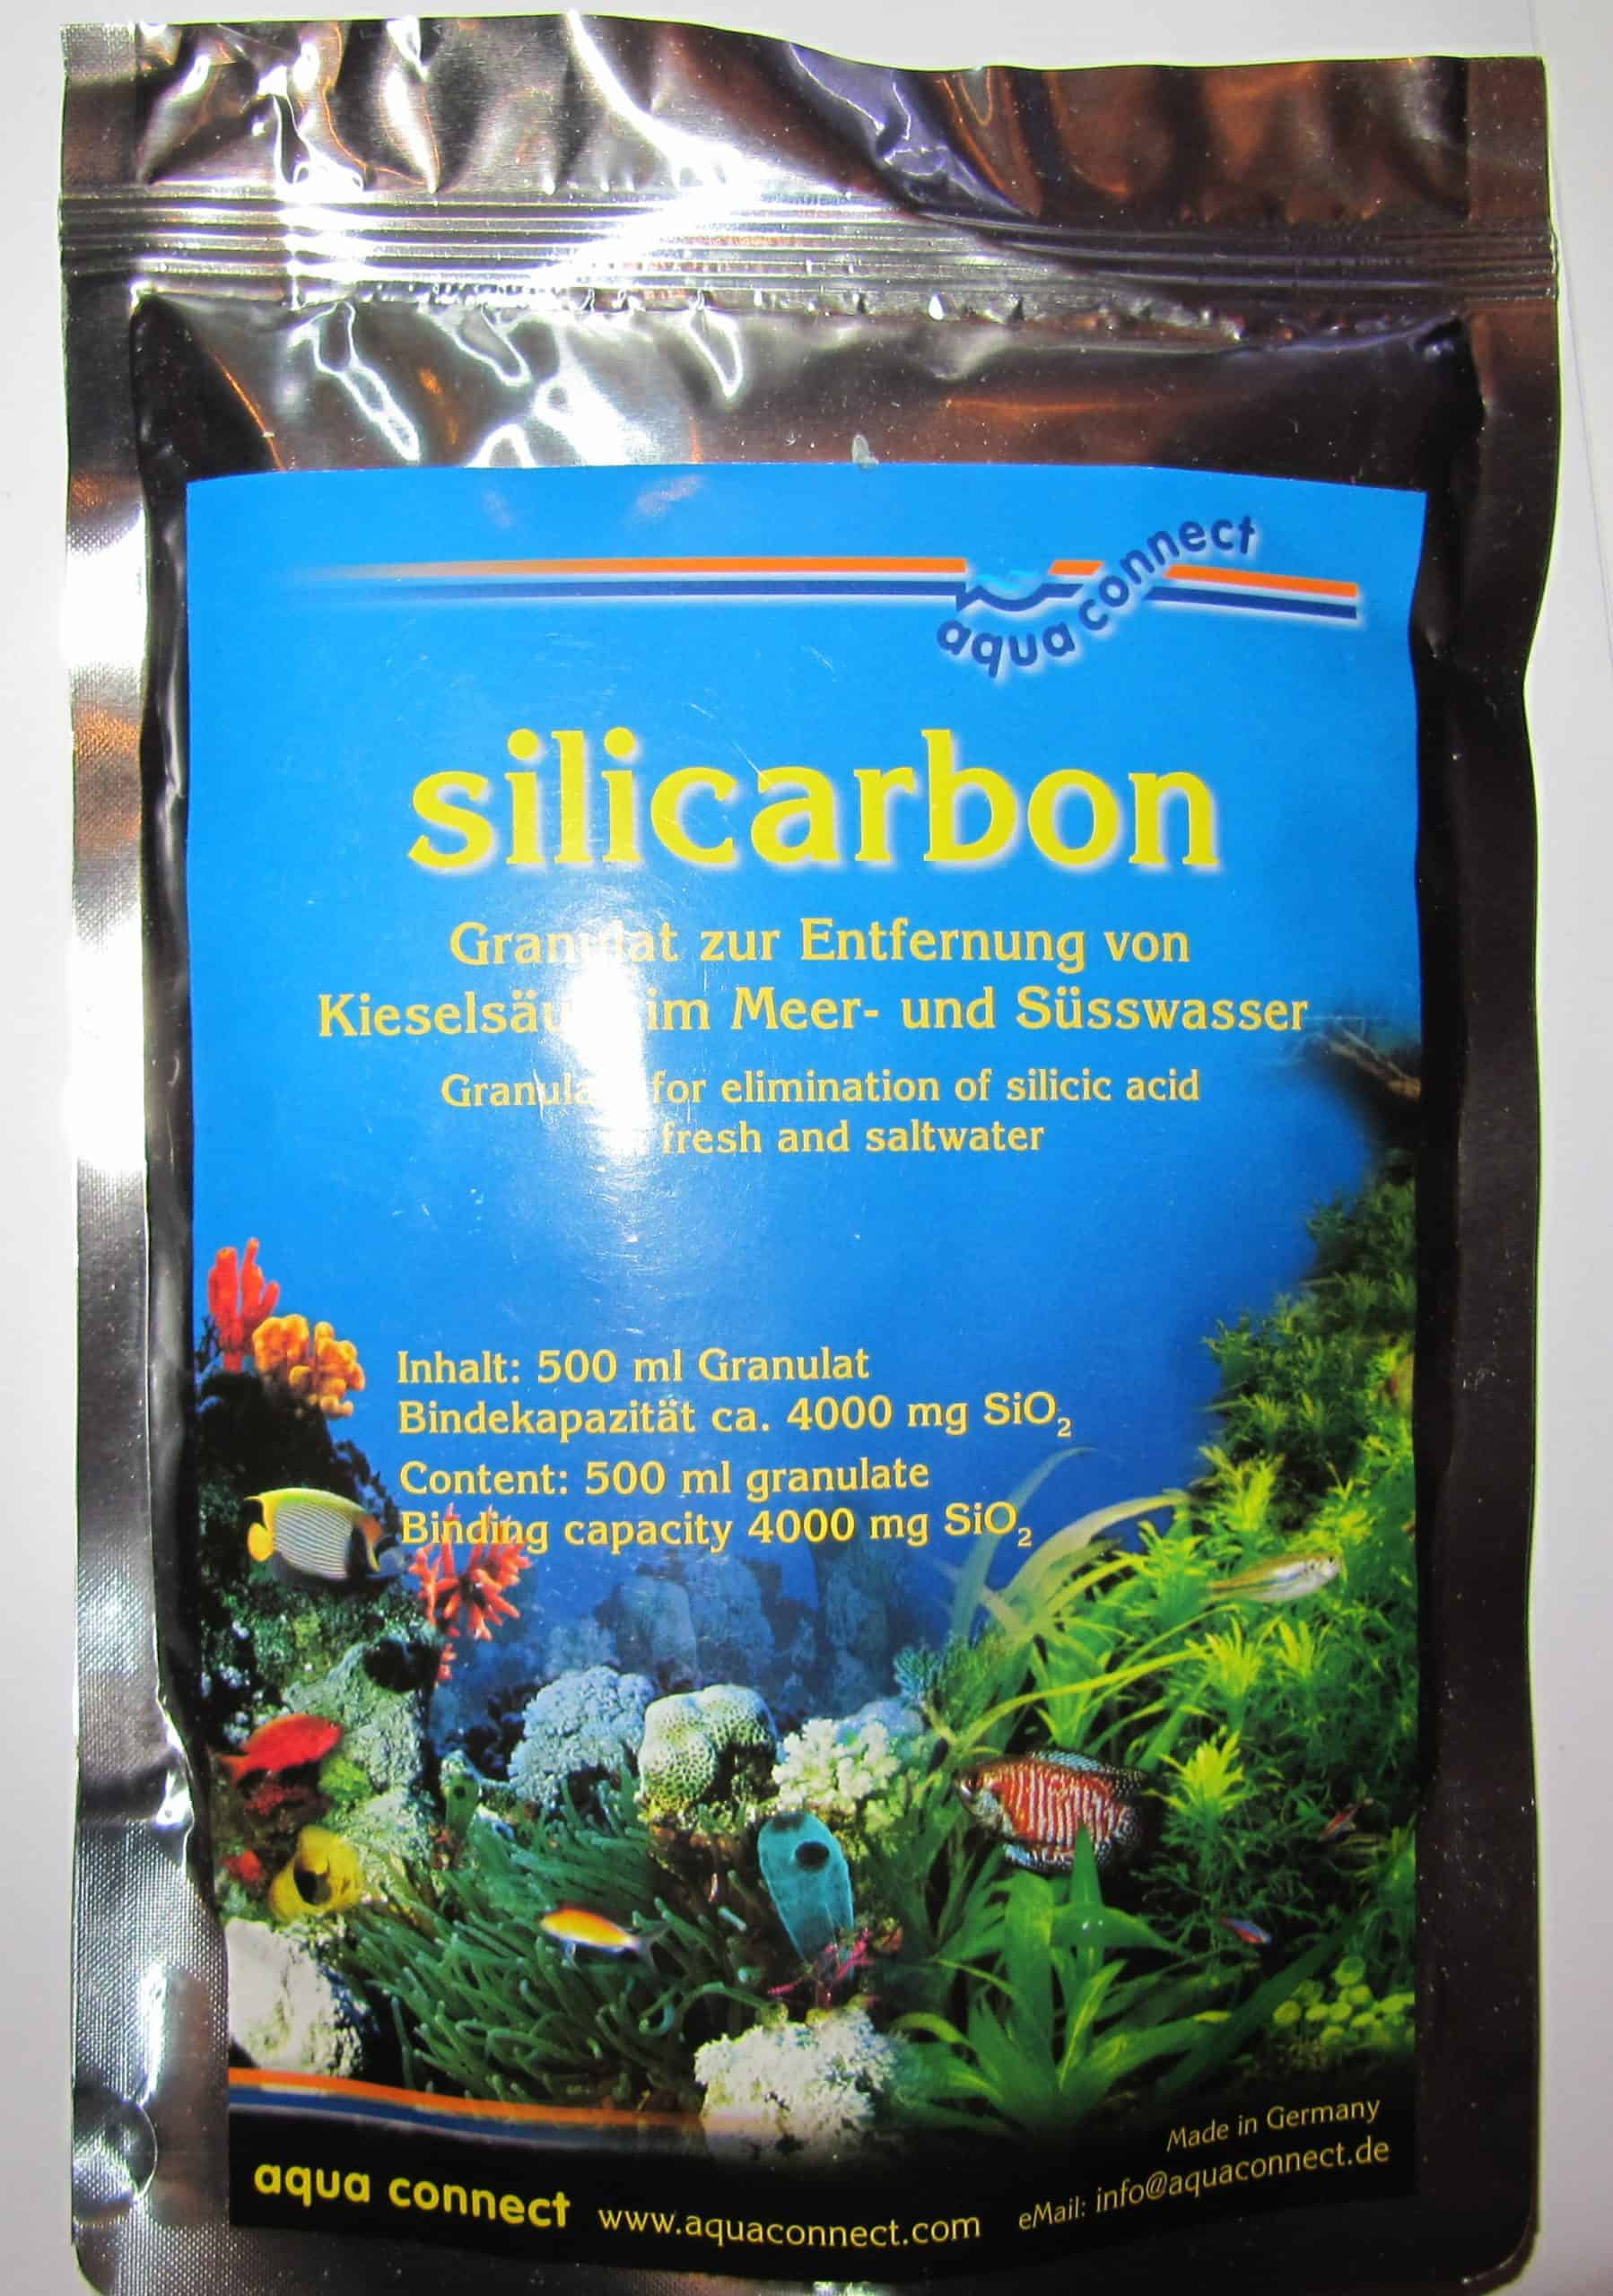 aqua connect
silicarbon
Granulat zur Entfernung von
Kieselsäure im Meer- und Süsswasser
for elimination of silicic acid
fresh and saltwater
Inhalt: 500 ml Granulat
Bindekapazität ca. 4000 mg SiO₂
Content: 500 ml granulate
Binding capacity 4000 mg SiO₂
Made in Germany
aqua connect www.aquaconnect.com eMail: info@aquaconnect.de